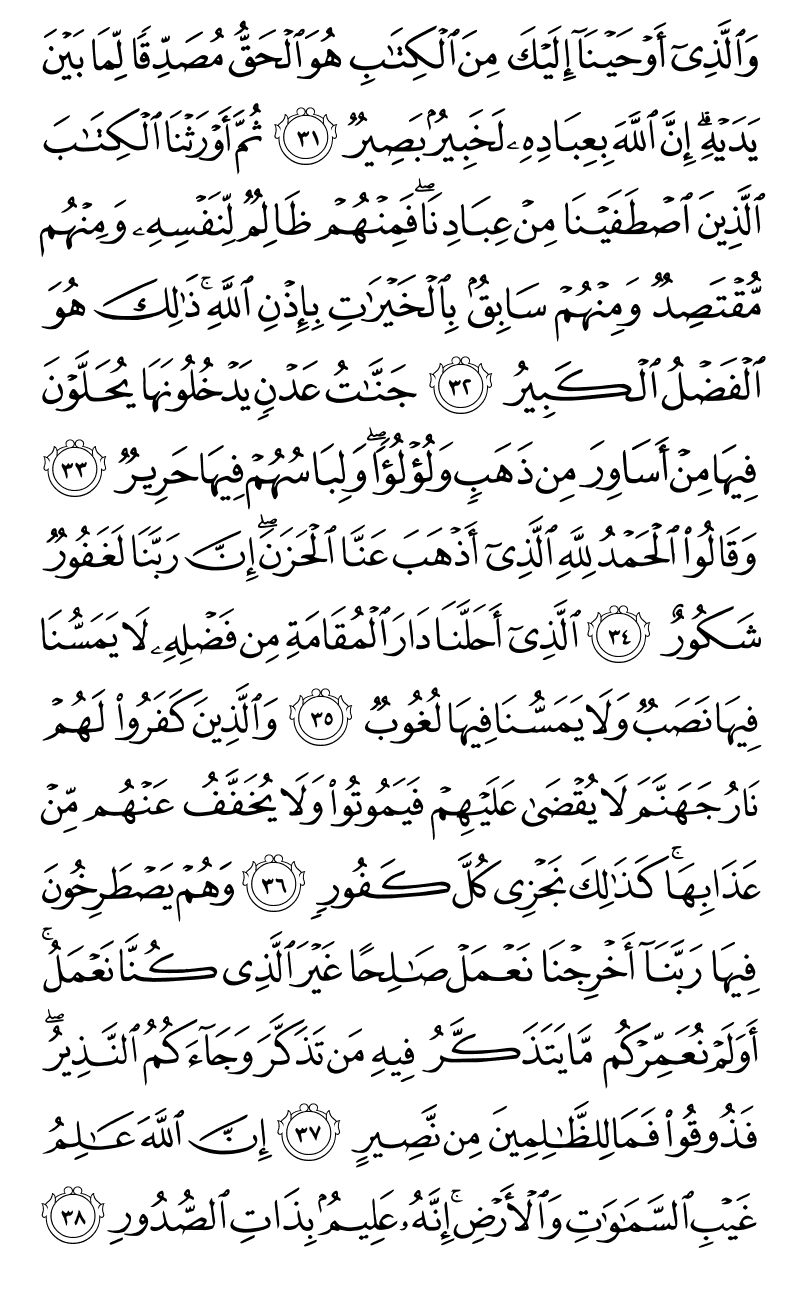 وَٱلَّذِىٓ أَوۡحَيۡنَآ إِلَيۡكَ مِنَ ٱلۡكِتَٰبِ هُوَ ٱلۡحَقُّ مُصَدِّقٗا لِّمَا بَيۡنَ
يَدَيۡهِۗ إِنَّ ٱللَّهَ بِعِبَادِهِۦ لَخَبِيرُۢ بَصِيرٞ ٣١ ثُمَّ أَوۡرَثۡنَا ٱلۡكِتَٰبَ
ٱلَّذِينَ ٱصۡطَفَيۡنَا مِنۡ عِبَادِنَاۖ فَمِنۡهُمۡ ظَالِمٞ لِّنَفۡسِهِۦ وَمِنۡهُم
مُّقۡتَصِدٞ وَمِنۡهُمۡ سَابِقُۢ بِٱلۡخَيۡرَٰتِ بِإِذۡنِ ٱللَّهِۚ ذَٰلِكَ هُوَ
ٱلۡفَضۡلُ ٱلۡكَبِيرُ ٣٢ جَنَّٰتُ عَدۡنٖ يَدۡخُلُونَهَا يُحَلَّوۡنَ
فِيهَا مِنۡ أَسَاوِرَ مِن ذَهَبٖ وَلُؤۡلُؤٗاۖ وَلِبَاسُهُمۡ فِيهَا حَرِيرٞ ٣٣
وَقَالُواْ ٱلۡحَمۡدُ لِلَّهِ ٱلَّذِىٓ أَذۡهَبَ عَنَّا ٱلۡحَزَنَۖ إِنَّ رَبَّنَا لَغَفُورٞ
شَكُورٌ ٣٤ ٱلَّذِىٓ أَحَلَّنَا دَارَ ٱلۡمُقَامَةِ مِن فَضۡلِهِۦ لَا يَمَسُّنَا
فِيهَا نَصَبٞ وَلَا يَمَسُّنَا فِيهَا لُغُوبٞ ٣٥ وَٱلَّذِينَ كَفَرُواْ لَهُمۡ
نَارُ جَهَنَّمَ لَا يُقۡضَىٰ عَلَيۡهِمۡ فَيَمُوتُواْ وَلَا يُخَفَّفُ عَنۡهُم مِّنۡ
عَذَابِهَاۚ كَذَٰلِكَ نَجۡزِى كُلَّ كَفُورٖ ٣٦ وَهُمۡ يَصۡطَرِخُونَ
فِيهَا رَبَّنَآ أَخۡرِجۡنَا نَعۡمَلۡ صَٰلِحًا غَيۡرَ ٱلَّذِى كُنَّا نَعۡمَلُۚ
أَوَلَمۡ نُعَمِّرۡكُم مَّا يَتَذَكَّرُ فِيهِ مَن تَذَكَّرَ وَجَآءَكُمُ ٱلنَّذِيرُۖ
فَذُوقُواْ فَمَا لِلظَّٰلِمِينَ مِن نَّصِيرٍ ٣٧ إِنَّ ٱللَّهَ عَٰلِمُ
غَيۡبِ ٱلسَّمَٰوَٰتِ وَٱلۡأَرۡضِۚ إِنَّهُۥ عَلِيمُۢ بِذَاتِ ٱلصُّدُورِ ٣٨